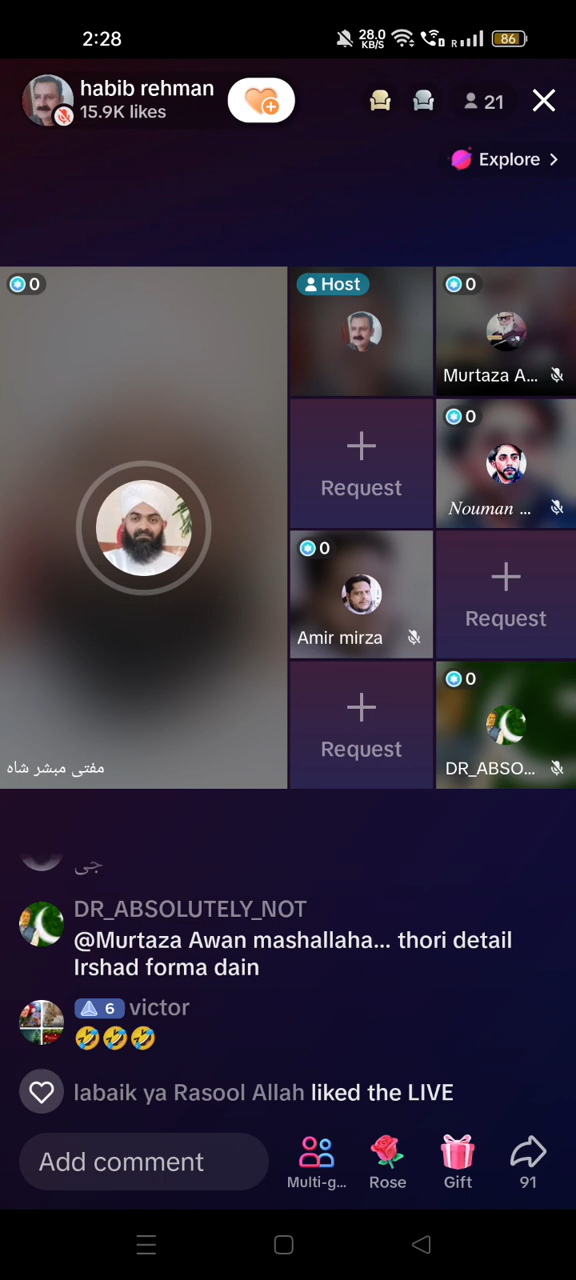 2:28
28.0
KB/S
R
86
habib rehman
15.9K likes
21
Explore
0
Host
0
Murtaza A...
Request
0
Nouman ...
0
Amir mirza
Request
Request
0
DR_ABSO...
مفتی مبشر شاہ
جی
DR_ABSOLUTELY_NOT
@Murtaza Awan mashallaha... thori detail
Irshad forma dain
6 victor
labaik ya Rasool Allah liked the LIVE
Add comment
Multi-g...
Rose
Gift
91